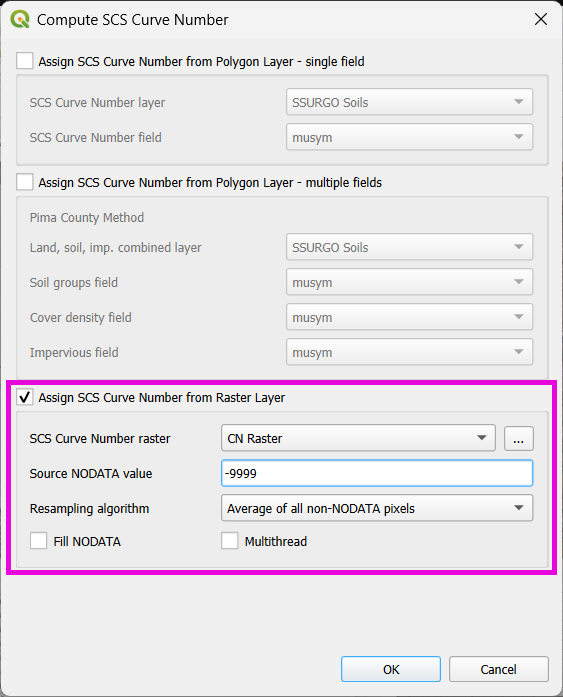 Compute SCS Curve Number
Assign SCS Curve Number from Polygon Layer - single field
SCS Curve Number layer SSURGO Soils
SCS Curve Number field musym
Assign SCS Curve Number from Polygon Layer - multiple fields
Pima County Method
Land, soil, imp. combined layer SSURGO Soils
Soil groups field musym
Cover density field musym
Impervious field musym
Assign SCS Curve Number from Raster Layer
SCS Curve Number raster CN Raster ...
Source NODATA value -9999
Resampling algorithm Average of all non-NODATA pixels
Fill NODATA Multithread
OK Cancel